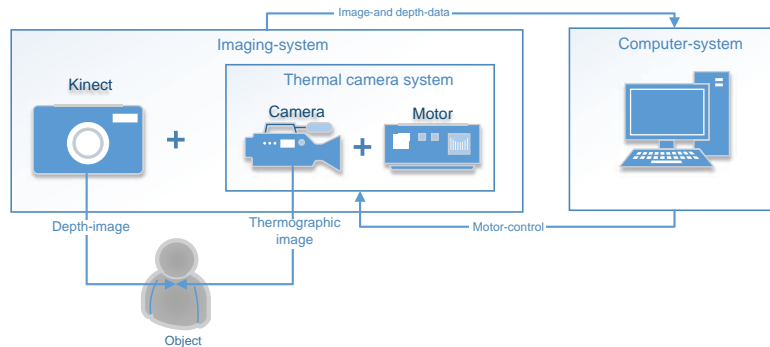 Image-and depth-data
Imaging-system
Computer-system
Thermal camera system
Kinect
Camera
Motor
+
+
Depth-image
Thermographic
image
Motor-control
Object